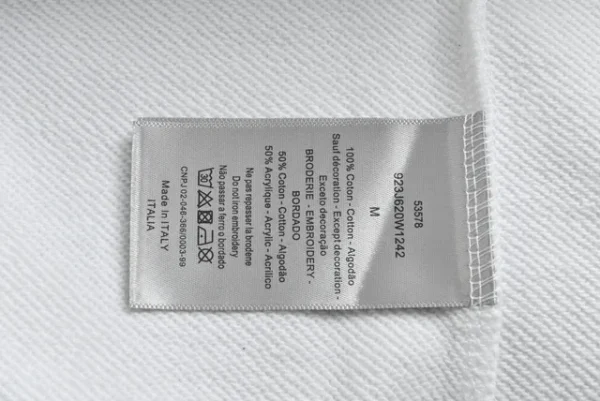 53578
923J620W1242
M
100% Coton - Cotton - Algodão
Sauf décoration - Except decoration -
Exceto decoração
BRODERIE - EMBROIDERY -
BORDADO
50% Coton - Cotton - Algodão
50% Acrylique - Acrylic - Acrílico
Ne pas repasser la broderie
Do not iron embroidery
Não passar a ferro o bordado
30
CNPJ 02-046-366/0003-99
Made in ITALY
ITALIA